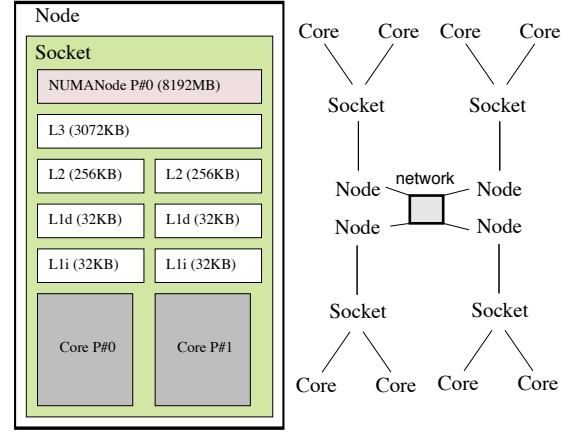 Node
Socket
NUMANode P#0 (8192MB)
L3 (3072KB)
L2 (256KB) L2 (256KB)
L1d (32KB) L1d (32KB)
L1i (32KB) L1i (32KB)
Core P#0 Core P#1
Core Core Core Core
Socket Socket
network
Node Node
Node Node
Socket Socket
Core Core Core Core